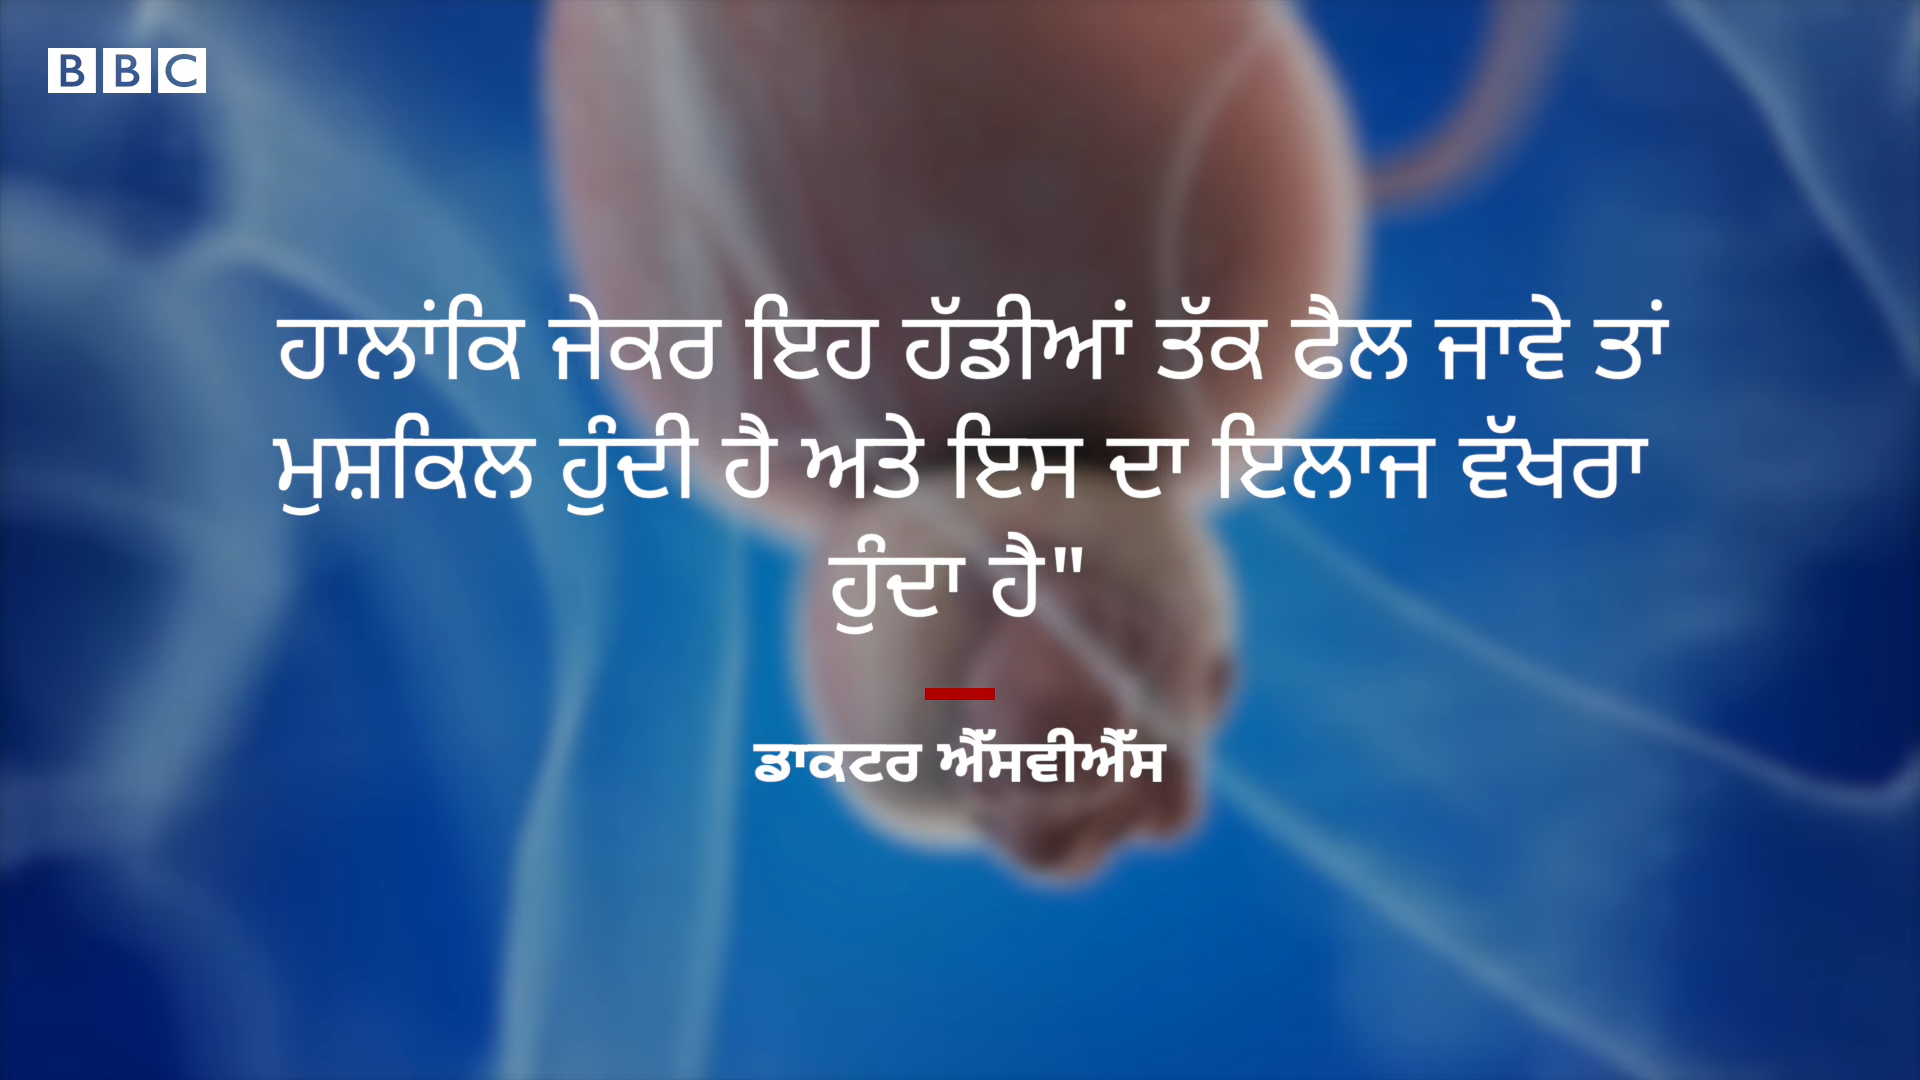 BBC
ਹਾਲਾਂਕਿ ਜੇਕਰ ਇਹ ਹੱਡੀਆਂ ਤੱਕ ਫੈਲ ਜਾਵੇ ਤਾਂ
ਮੁਸ਼ਕਿਲ ਹੁੰਦੀ ਹੈ ਅਤੇ ਇਸ ਦਾ ਇਲਾਜ ਵੱਖਰਾ
ਹੁੰਦਾ ਹੈ"
ਡਾਕਟਰ ਐੱਸਵੀਐੱਸ